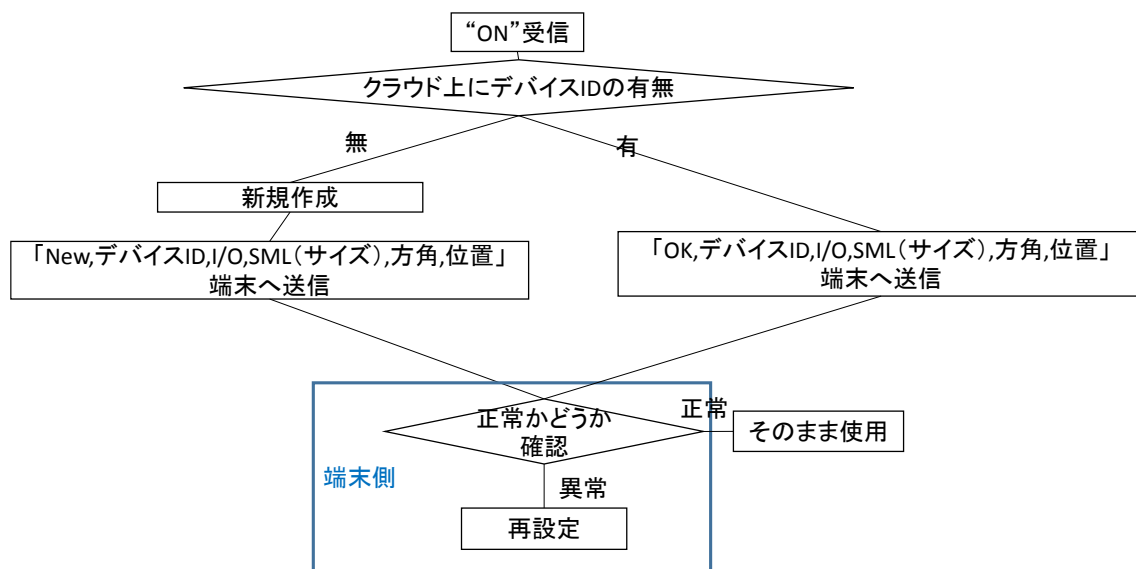 “ON”受信
クラウド上にデバイスIDの有無
無
有
新規作成
「New,デバイスID,I/O,SML(サイズ),方角,位置」
端末へ送信
「OK,デバイスID,I/O,SML(サイズ),方角,位置」
端末へ送信
正常かどうか
確認
正常
そのまま使用
端末側
異常
再設定